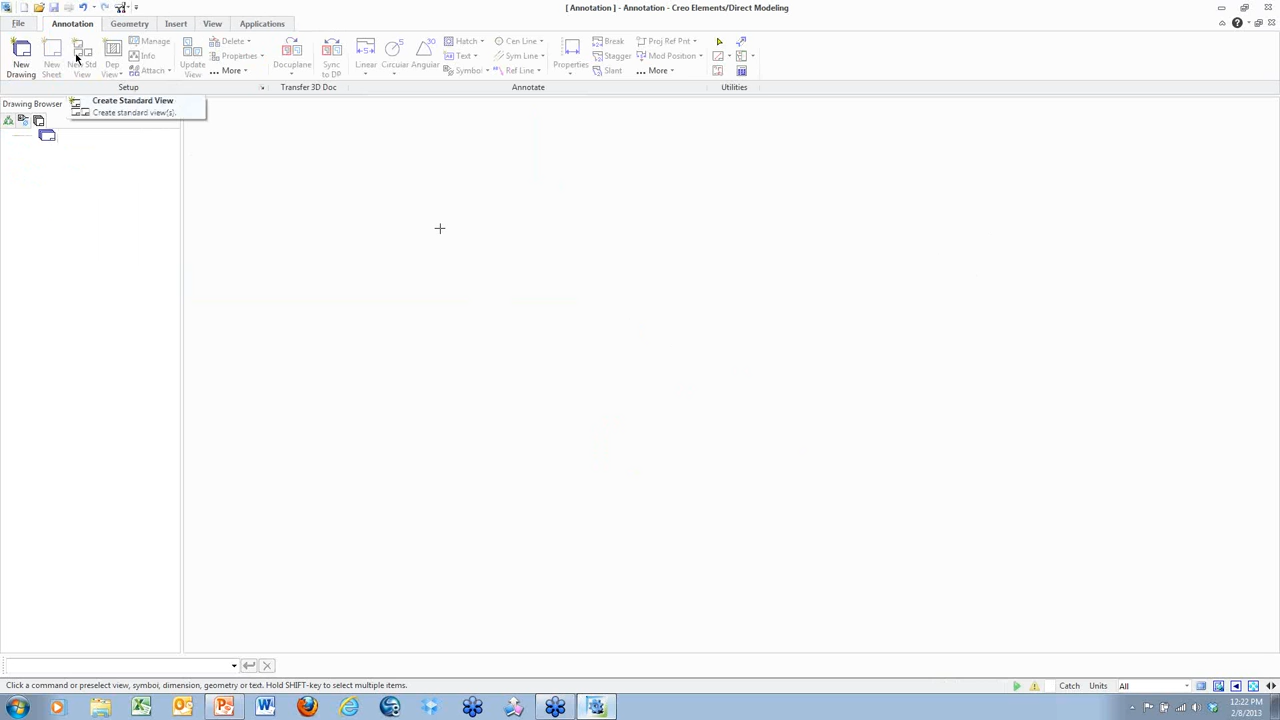 [ Annotation ] - Annotation - Creo Elements/Direct Modeling
File Annotation Geometry Insert View Applications
New Drawing
New Sheet
New Std View
Dep View
Manage
Info
Attach
Update View
Delete
Properties
More
Setup
Docuplane
Sync to DP
Transfer 3D Doc
Linear
Circular
Angular
Hatch
Text
Symbol
Cen Line
Sym Line
Ref Line
Properties
Break
Stagger
Slant
Proj Ref Pnt
Mod Position
More
Annotate
Utilities
Drawing Browser
Create Standard View
Create standard view(s).
Click a command or preselect view, symbol, dimension, geometry or text. Hold SHIFT-key to select multiple items.
Catch Units All
12:22 PM
2/8/2013